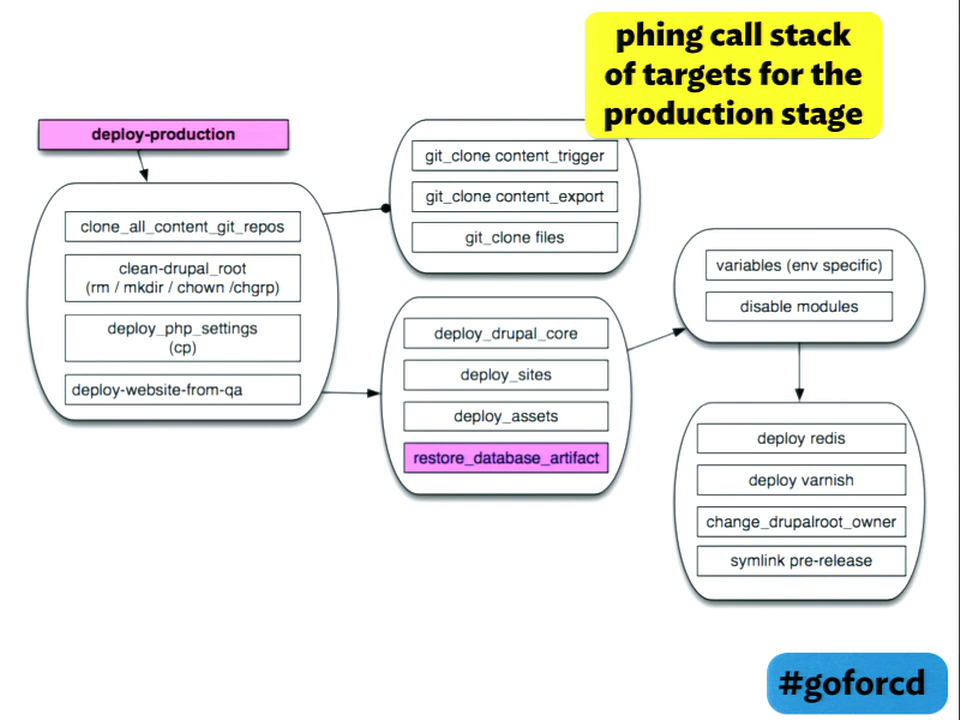 phing call stack
of targets for the
production stage
deploy-production
clone_all_content_git_repos
clean-drupal_root
(rm / mkdir / chown /chgrp)
deploy_php_settings
(cp)
deploy-website-from-qa
git_clone content_trigger
git_clone content_export
git_clone files
deploy_drupal_core
deploy_sites
deploy_assets
restore_database_artifact
variables (env specific)
disable modules
deploy redis
deploy varnish
change_drupalroot_owner
symlink pre-release
#goforcd